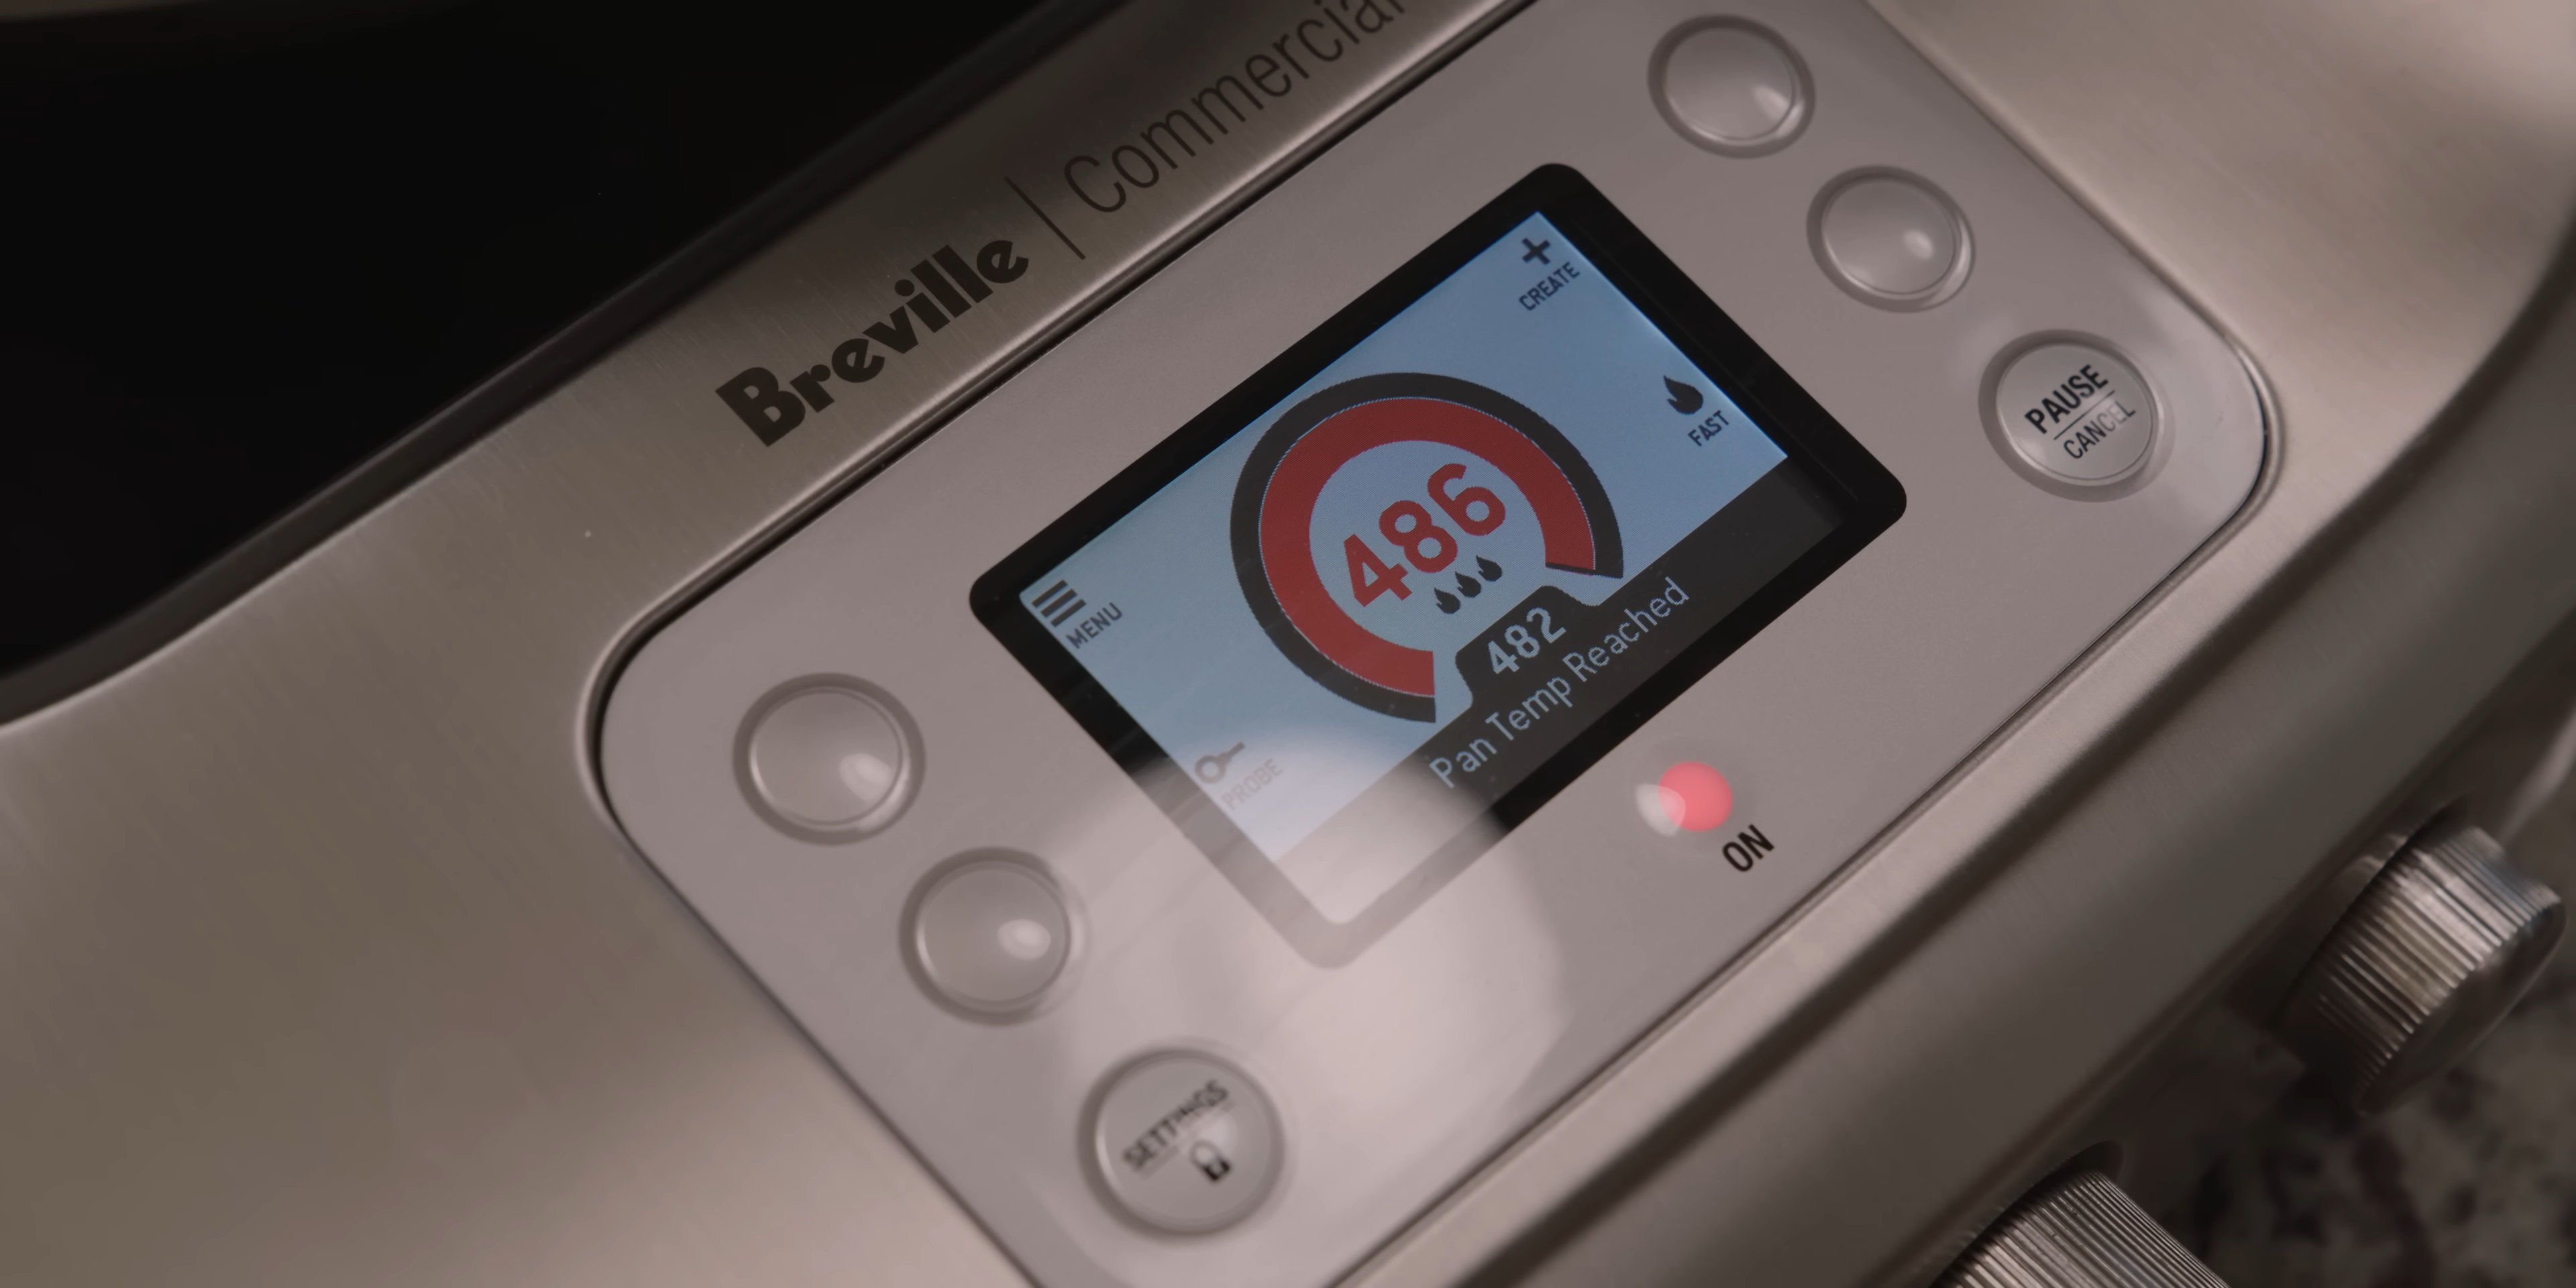 Breville | Commercial
+
CREATE
FAST
MENU
PROBE
486
482
Pan Temp Reached
PAUSE
CANCEL
ON
SETTINGS